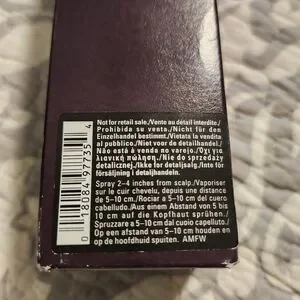 Not for retail sale./Vente au détail interdite./
Prohibida su venta./Nicht für den
Einzelhandel bestimmt./Vietata la vendita
al pubblico./Niet voor de detailhandel./
Não está à venda no varejo./Όχι για
λιανική πώληση./Nie do sprzedaży
detalicznej./Ikke for detaljsalg./Inte för
försäljning i detaljhandeln.
Spray 2–4 inches from scalp./Vaporiser
sur le cuir chevelu, depuis une distance
de 5–10 cm./Rociar a 5–10 cm del cuero
cabelludo./Aus einem Abstand von 5 bis
10 cm auf die Kopfhaut sprühen./
Spruzzare a 5–10 cm dal cuoio capelluto./
Op een afstand van 5–10 cm houden en
op de hoofdhuid spuiten. AMFW
0 18084 97735 4